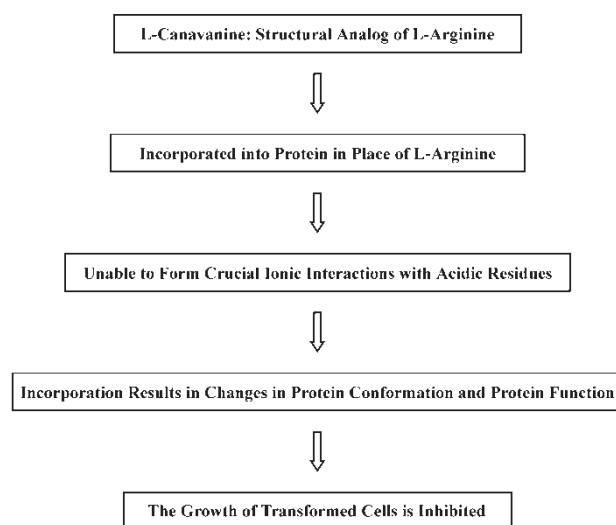 L-Canavanine: Structural Analog of L-Arginine
Incorporated into Protein in Place of L-Arginine
Unable to Form Crucial Ionic Interactions with Acidic Residues
Incorporation Results in Changes in Protein Conformation and Protein Function
The Growth of Transformed Cells is Inhibited